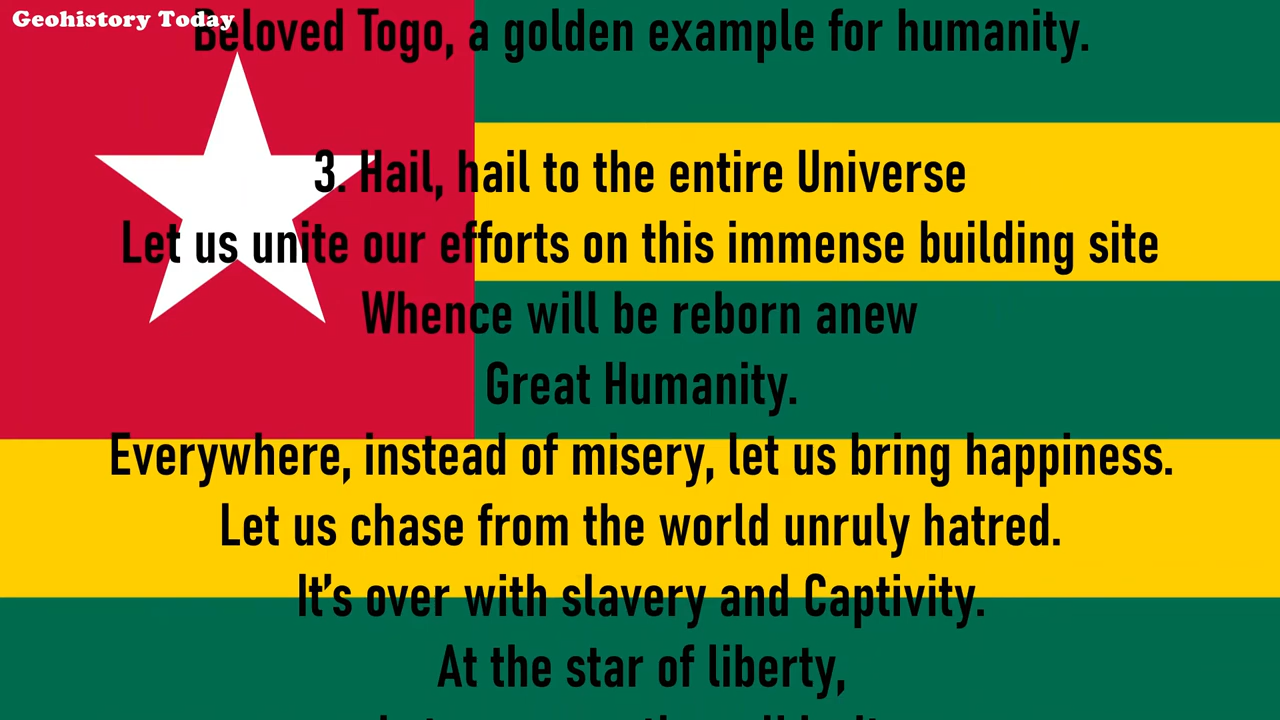 Geohistory Today
Beloved Togo, a golden example for humanity.
3. Hail, hail to the entire Universe
Let us unite our efforts on this immense building site
Whence will be reborn anew
Great Humanity.
Everywhere, instead of misery, let us bring happiness.
Let us chase from the world unruly hatred.
It's over with slavery and Captivity.
At the star of liberty,